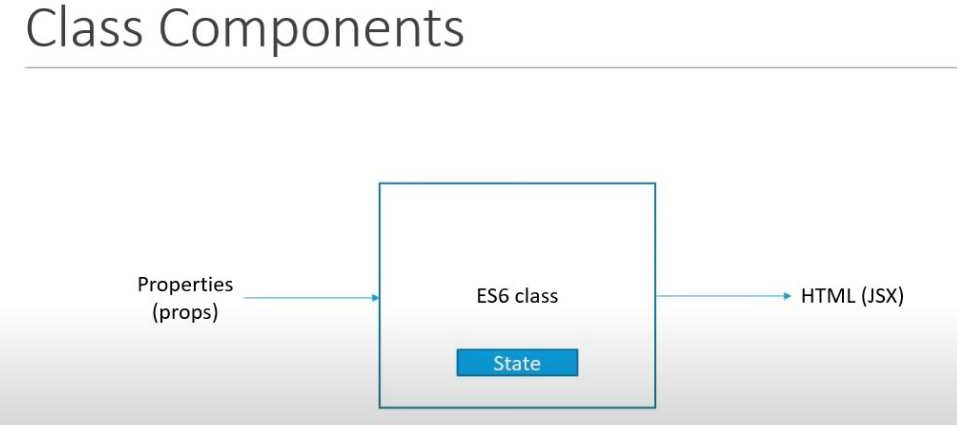 Class Components
Properties
(props)
ES6 class
HTML (JSX)
State